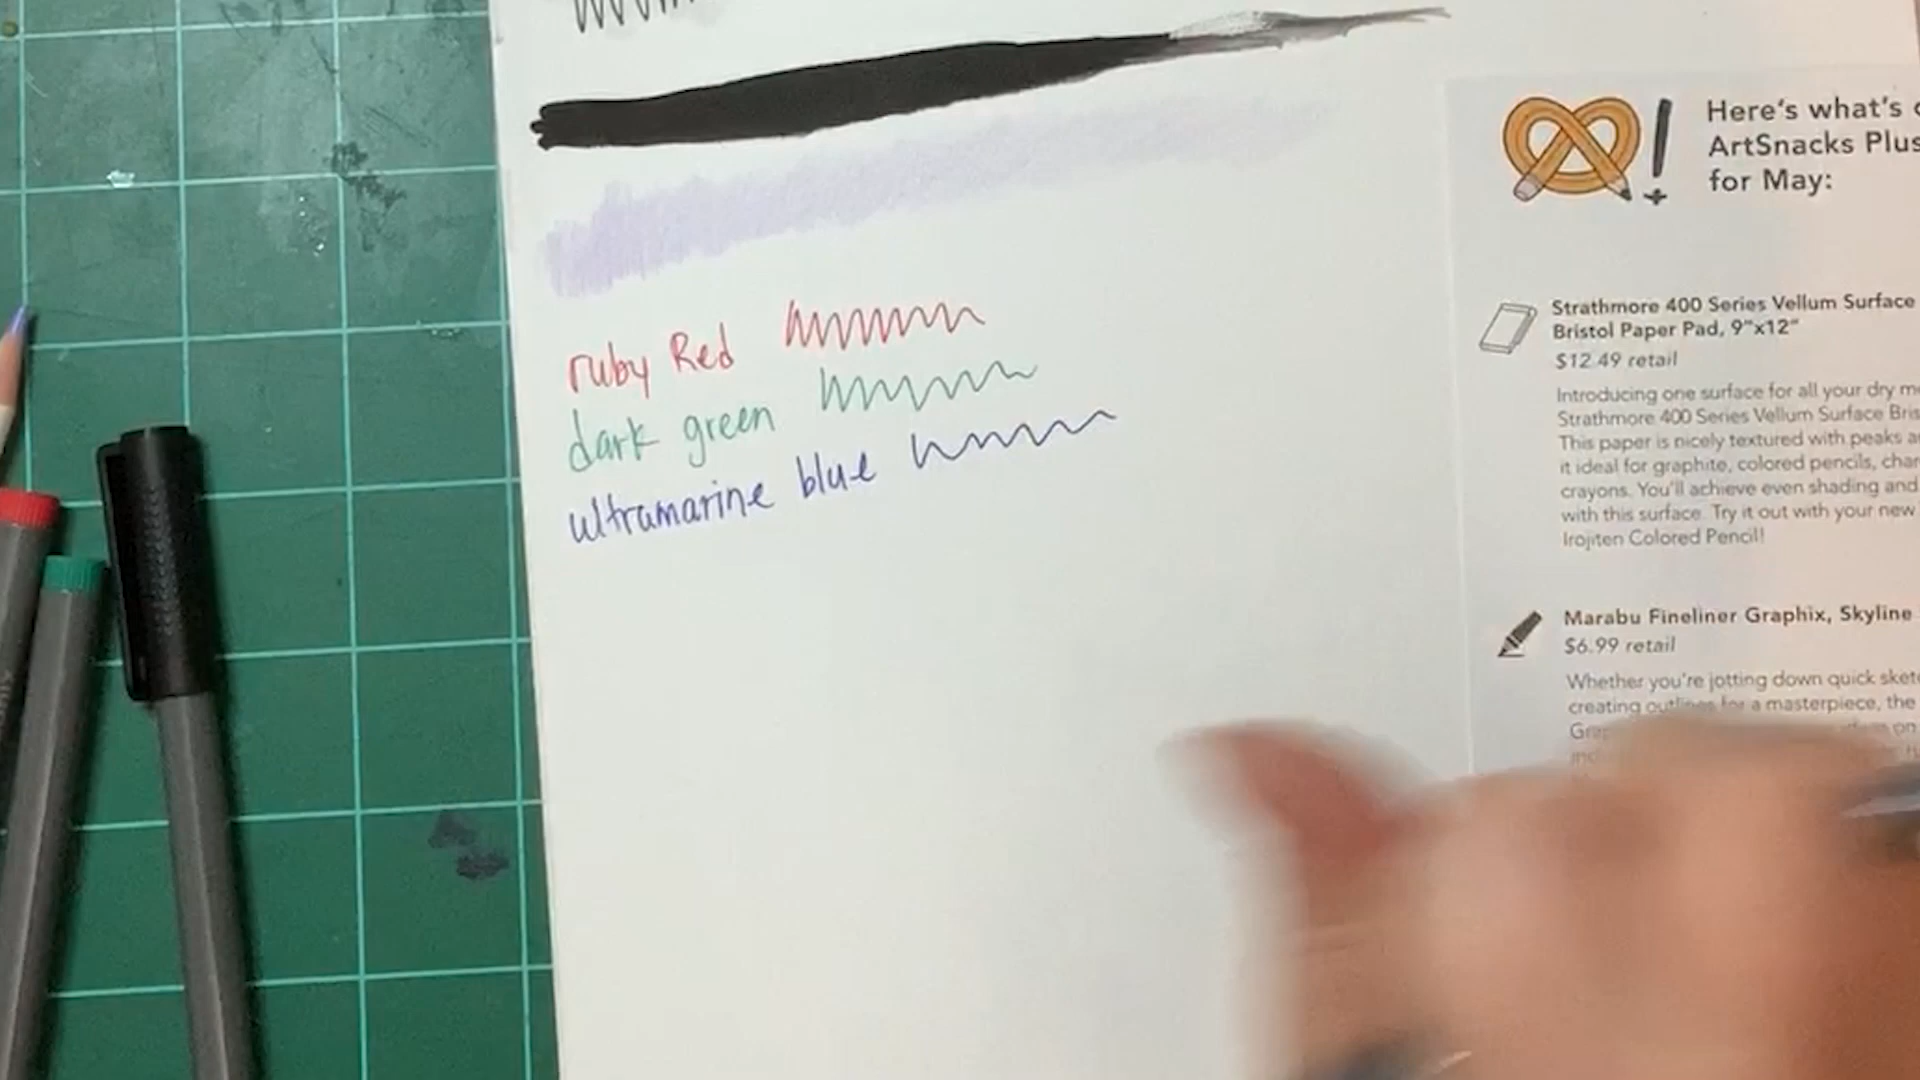 Here's what's
ArtSnacks Plus
for May:
ruby Red
dark green
ultramarine blue
Strathmore 400 Series Vellum Surface
Bristol Paper Pad, 9"x12"
$12.49 retail
Introducing one surface for all your dry
Strathmore 400 Series Vellum Surface
This paper is nicely textured with peaks
it ideal for graphite, colored pencils,
crayons. You'll achieve even shading and
with this surface. Try it out with your new
Irojiten Colored Pencil!
Marabu Fineliner Graphix, Skyline
$6.99 retail
Whether you're jotting down quick
creating outlines for a masterpiece, the
on